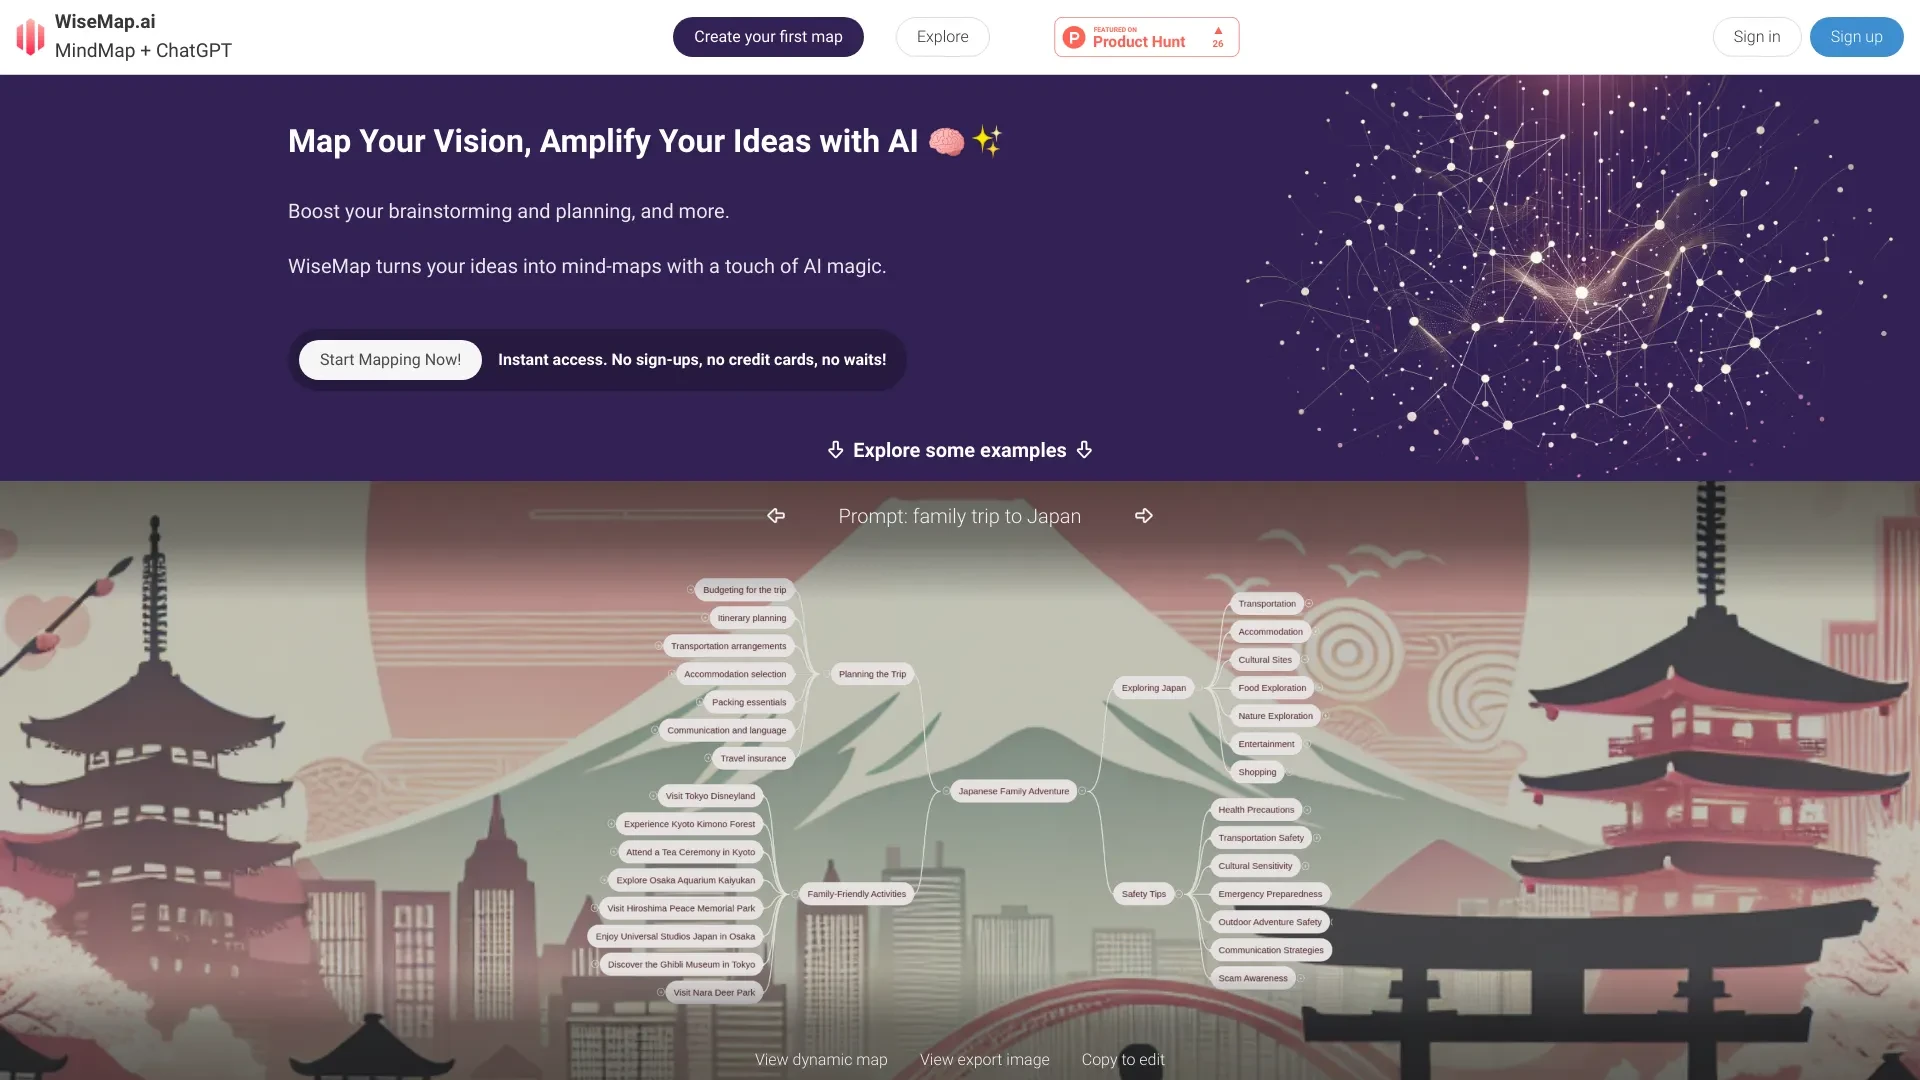 WiseMap.ai
MindMap + ChatGPT
Create your first map
Explore
FEATURED ON
Product Hunt
26
Sign in
Sign up
Map Your Vision, Amplify Your Ideas with AI 🧠✨
Boost your brainstorming and planning, and more.
WiseMap turns your ideas into mind-maps with a touch of AI magic.
Start Mapping Now!
Instant access. No sign-ups, no credit cards, no waits!
Explore some examples
Prompt: family trip to Japan
Budgeting for the trip
Itinerary planning
Transportation arrangements
Accommodation selection
Packing essentials
Communication and language
Travel insurance
Planning the Trip
Visit Tokyo Disneyland
Experience Kyoto Kimono Forest
Attend a Tea Ceremony in Kyoto
Explore Osaka Aquarium Kaiyukan
Visit Hiroshima Peace Memorial Park
Enjoy Universal Studios Japan in Osaka
Discover the Ghibli Museum in Tokyo
Visit Nara Deer Park
Family-Friendly Activities
Japanese Family Adventure
Exploring Japan
Transportation
Accommodation
Cultural Sites
Food Exploration
Nature Exploration
Entertainment
Shopping
Safety Tips
Health Precautions
Transportation Safety
Cultural Sensitivity
Emergency Preparedness
Outdoor Adventure Safety
Communication Strategies
Scam Awareness
View dynamic map
View export image
Copy to edit